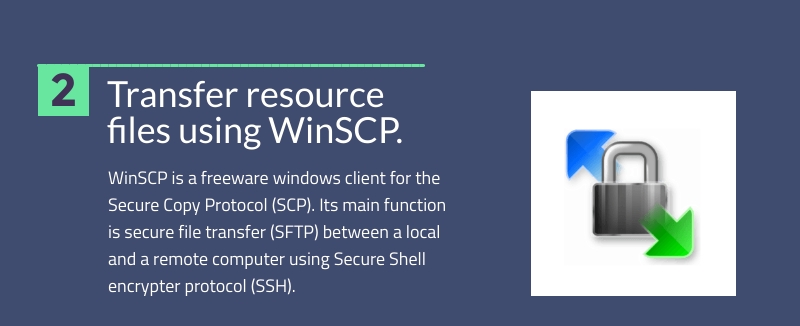 2
Transfer resource
files using WinSCP.
WinSCP is a freeware windows client for the
Secure Copy Protocol (SCP). Its main function
is secure file transfer (SFTP) between a local
and a remote computer using Secure Shell
encrypter protocol (SSH).